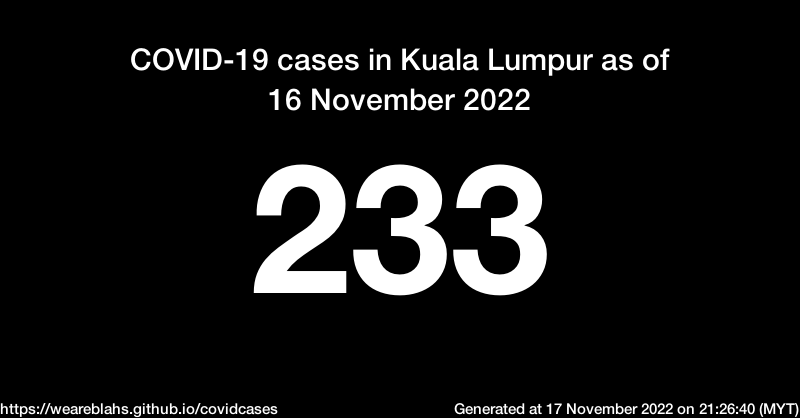 COVID-19 cases in Kuala Lumpur as of
16 November 2022
233
https://weareblahs.github.io/covidcases
Generated at 17 November 2022 on 21:26:40 (MYT)